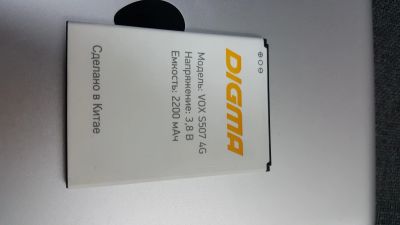 DIGMA
Модель: VOX S507 4G
Напряжение: 3,8 В
Емкость: 2200 мАч
Сделано в Китае